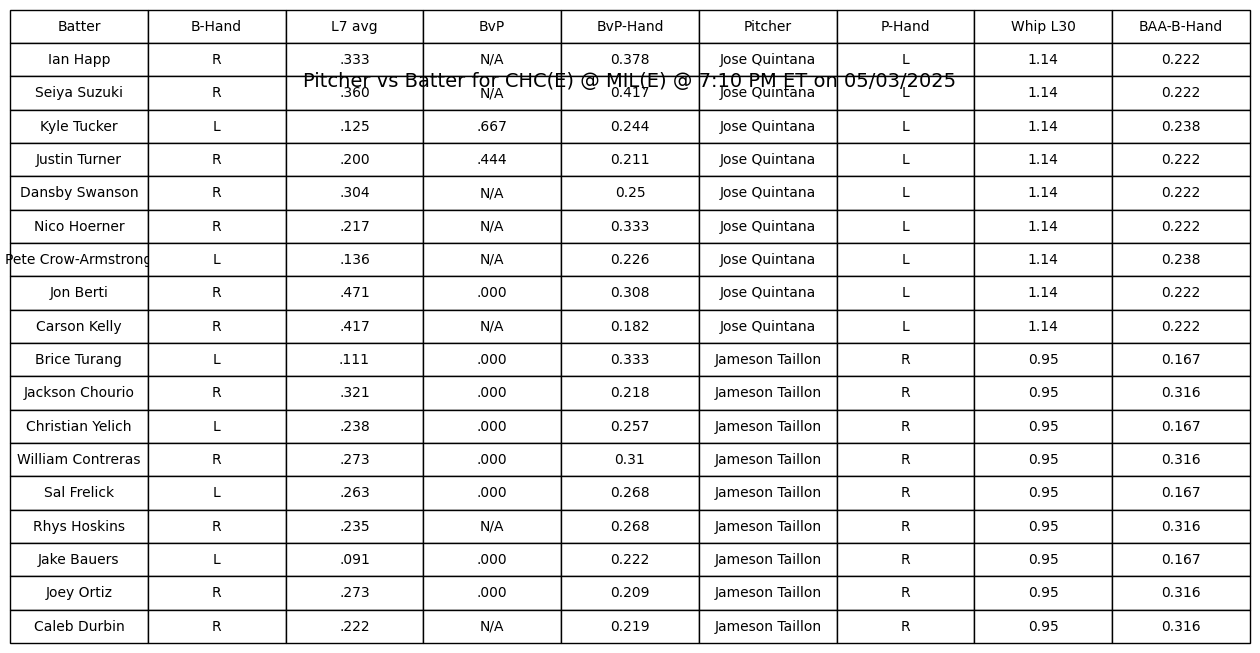 Batter B-Hand L7 avg BvP BvP-Hand Pitcher P-Hand Whip L30 BAA-B-Hand
Ian Happ R .333 N/A 0.378 Jose Quintana L 1.14 0.222
Pitcher vs Batter for CHC(E) @ MIL(E) @ 7:10 PM ET on 05/03/2025
Seiya Suzuki R .360 N/A 0.417 Jose Quintana L 1.14 0.222
Kyle Tucker L .125 .667 0.244 Jose Quintana L 1.14 0.238
Justin Turner R .200 .444 0.211 Jose Quintana L 1.14 0.222
Dansby Swanson R .304 N/A 0.25 Jose Quintana L 1.14 0.222
Nico Hoerner R .217 N/A 0.333 Jose Quintana L 1.14 0.222
Pete Crow-Armstrong L .136 N/A 0.226 Jose Quintana L 1.14 0.238
Jon Berti R .471 .000 0.308 Jose Quintana L 1.14 0.222
Carson Kelly R .417 N/A 0.182 Jose Quintana L 1.14 0.222
Brice Turang L .111 .000 0.333 Jameson Taillon R 0.95 0.167
Jackson Chourio R .321 .000 0.218 Jameson Taillon R 0.95 0.316
Christian Yelich L .238 .000 0.257 Jameson Taillon R 0.95 0.167
William Contreras R .273 .000 0.31 Jameson Taillon R 0.95 0.316
Sal Frelick L .263 .000 0.268 Jameson Taillon R 0.95 0.167
Rhys Hoskins R .235 N/A 0.268 Jameson Taillon R 0.95 0.316
Jake Bauers L .091 .000 0.222 Jameson Taillon R 0.95 0.167
Joey Ortiz R .273 .000 0.209 Jameson Taillon R 0.95 0.316
Caleb Durbin R .222 N/A 0.219 Jameson Taillon R 0.95 0.316